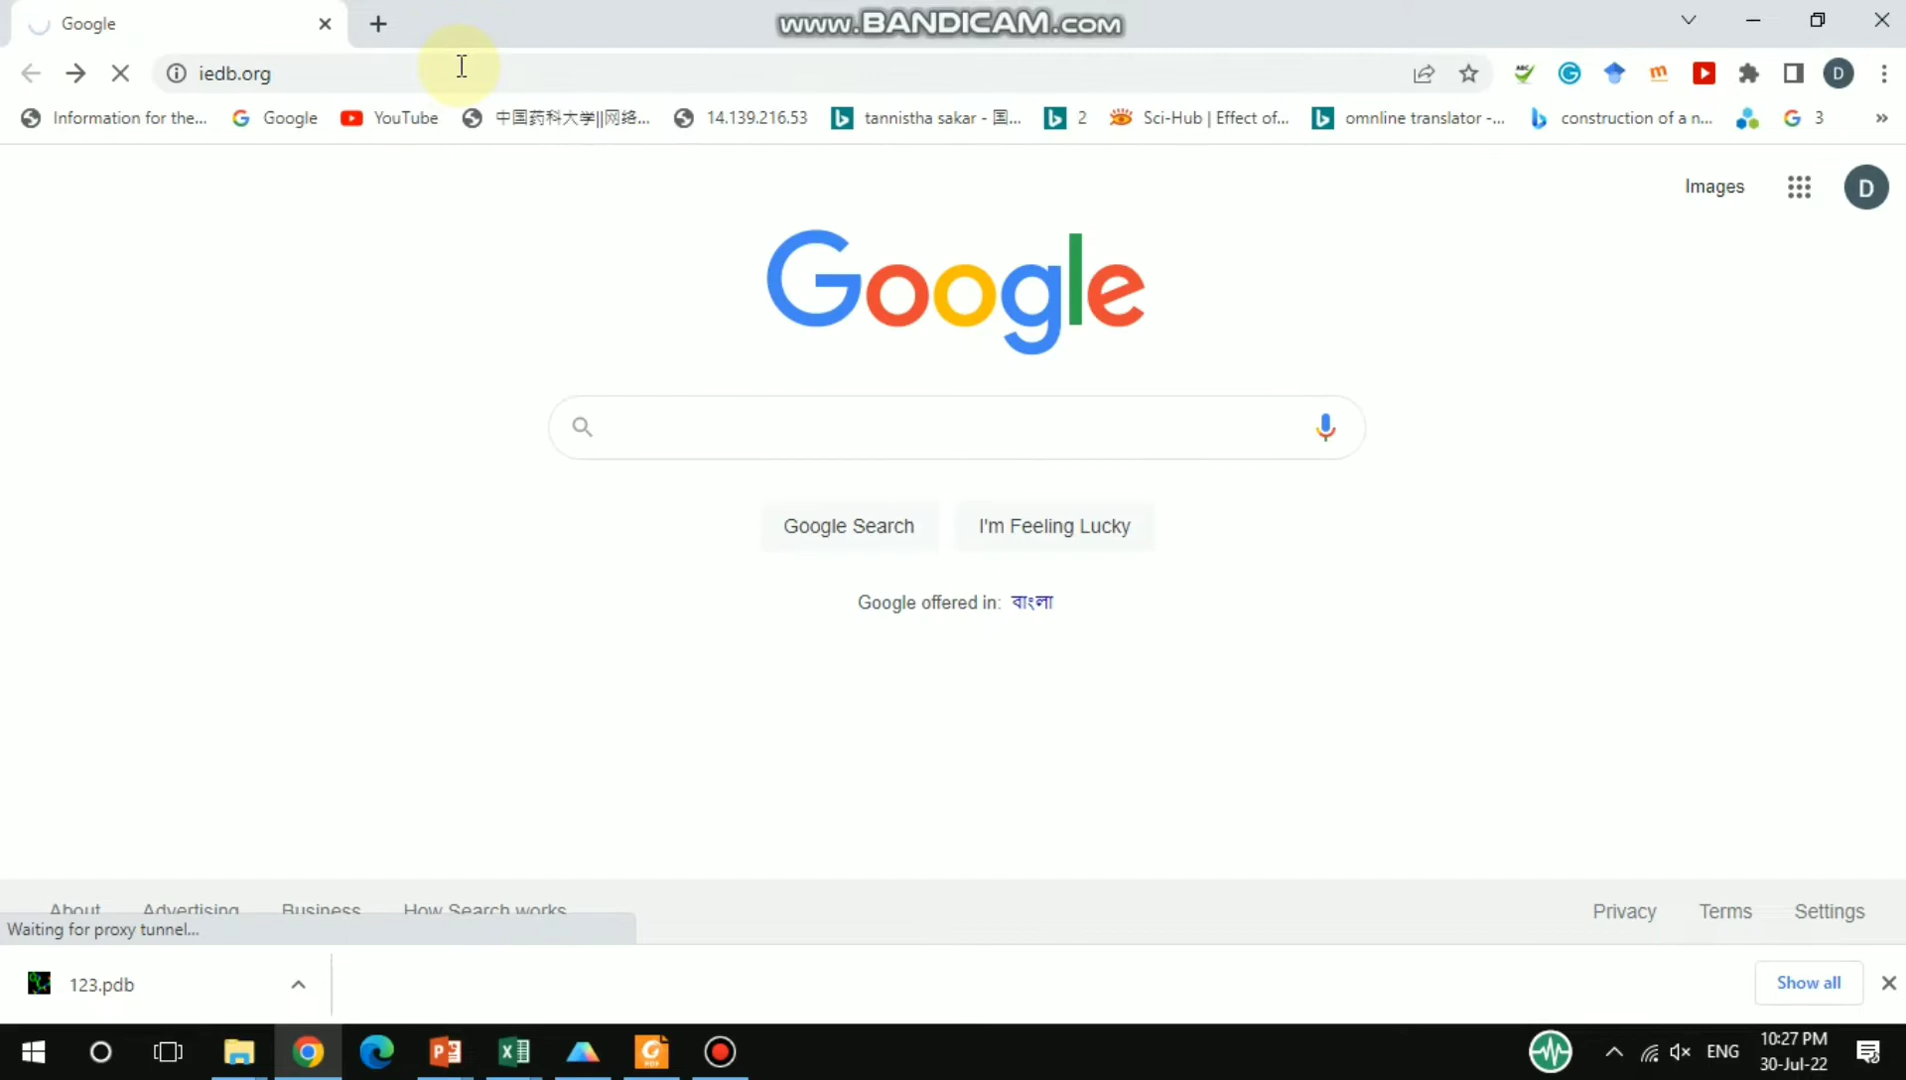 Google
www.BANDICAM.com
iedb.org
D
Information for the...
Google
YouTube
中国药科大学||网络...
14.139.216.53
tannistha sakar - 国...
2
Sci-Hub | Effect of...
omnline translator -...
construction of a n...
3
»
Images
D
Google
Google Search
I'm Feeling Lucky
Google offered in: বাংলা
About
Advertising
Business
How Search works
Privacy
Terms
Settings
Waiting for proxy tunnel...
123.pdb
Show all
ENG
10:27 PM
30-Jul-22